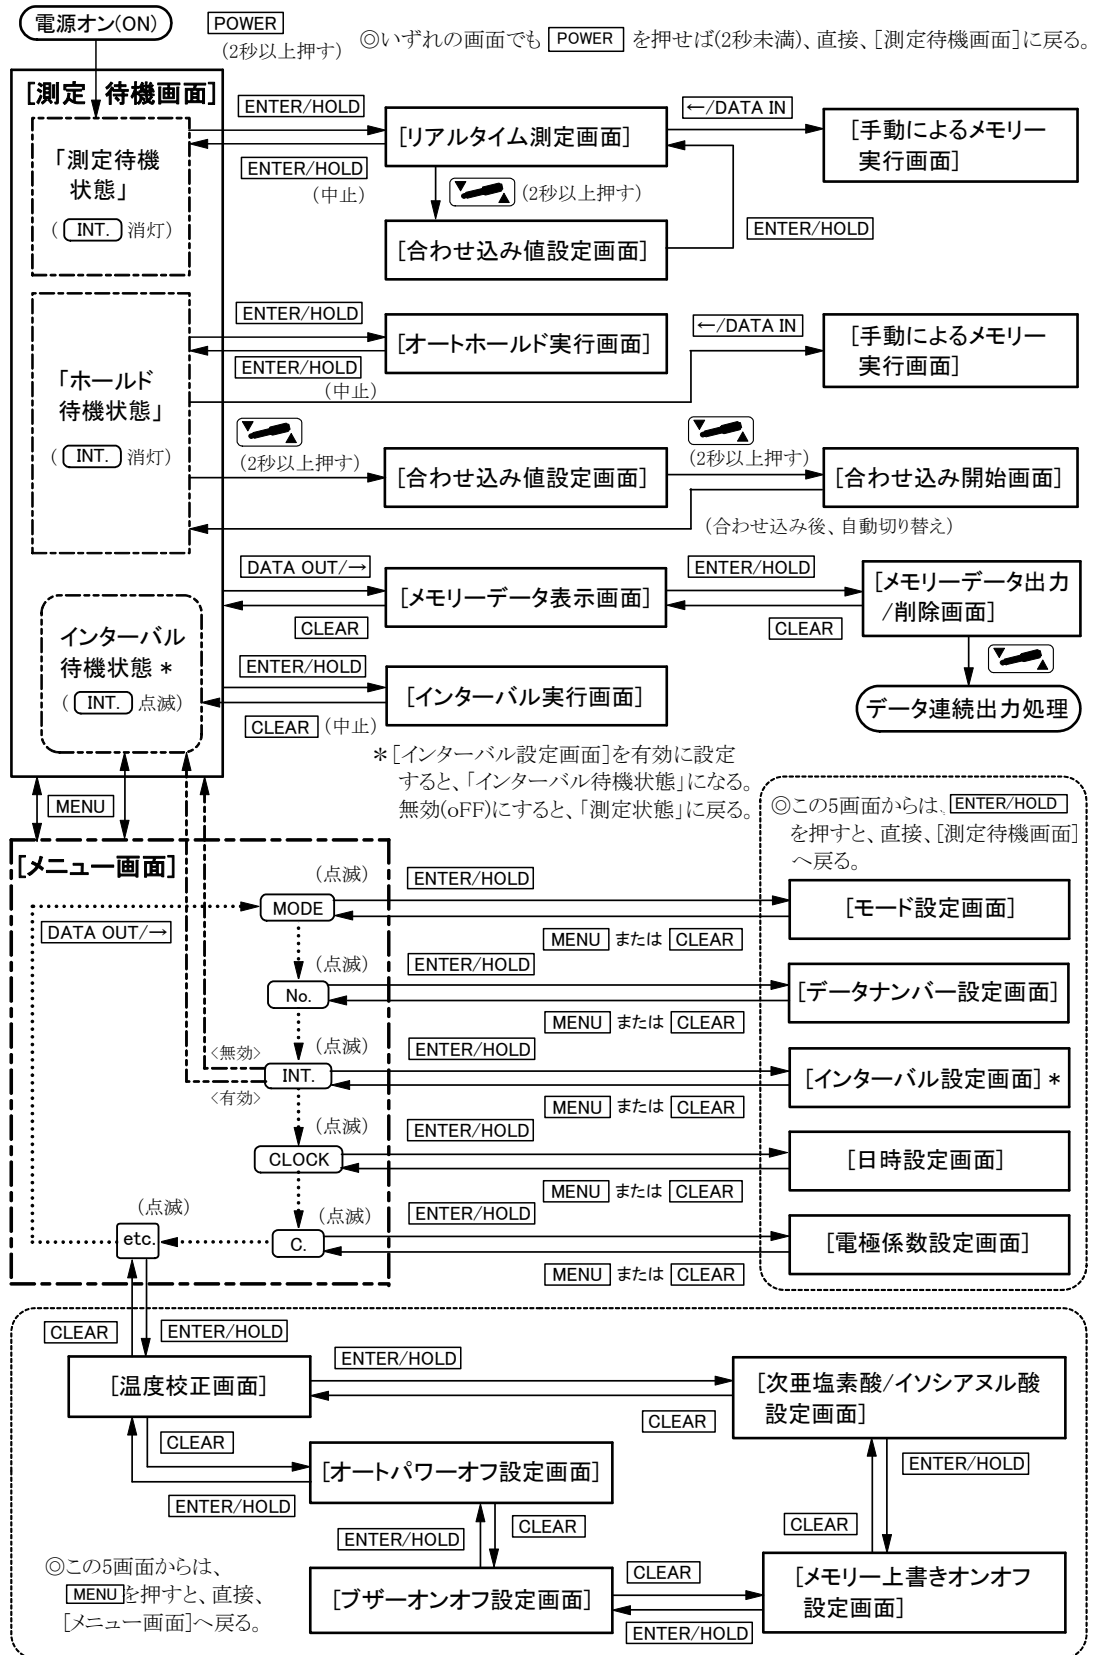 電源オン(ON)
POWER
(2秒以上押す)
◎いずれの画面でも POWER を押せば(2秒未満)、直接、[測定待機画面]に戻る。
[測定 待機画面]
「測定待機
状態」
( INT. 消灯)
ENTER/HOLD
ENTER/HOLD
(中止)
[リアルタイム測定画面]
←/DATA IN
[手動によるメモリー
実行画面]
(2秒以上押す)
[合わせ込み値設定画面]
ENTER/HOLD
「ホールド
待機状態」
( INT. 消灯)
ENTER/HOLD
ENTER/HOLD
(中止)
[オートホールド実行画面]
←/DATA IN
[手動によるメモリー
実行画面]
(2秒以上押す)
[合わせ込み値設定画面]
(2秒以上押す)
[合わせ込み開始画面]
(合わせ込み後、自動切り替え)
DATA OUT/→
CLEAR
[メモリーデータ表示画面]
ENTER/HOLD
CLEAR
[メモリーデータ出力
/削除画面]
データ連続出力処理
インターバル
待機状態 *
( INT. 点滅)
ENTER/HOLD
CLEAR (中止)
[インターバル実行画面]
*[インターバル設定画面]を有効に設定
すると、「インターバル待機状態」になる。
無効(oFF)にすると、「測定状態」に戻る。
MENU
◎この5画面からは、ENTER/HOLD
を押すと、直接、[測定待機画面]
へ戻る。
[メニュー画面]
DATA OUT/→
(点滅)
MODE
ENTER/HOLD
MENU または CLEAR
[モード設定画面]
(点滅)
No.
ENTER/HOLD
MENU または CLEAR
[データナンバー設定画面]
<無効>
<有効>
(点滅)
INT.
ENTER/HOLD
MENU または CLEAR
[インターバル設定画面] *
(点滅)
CLOCK
ENTER/HOLD
MENU または CLEAR
[日時設定画面]
(点滅)
etc.
(点滅)
C.
ENTER/HOLD
MENU または CLEAR
[電極係数設定画面]
CLEAR
ENTER/HOLD
[温度校正画面]
ENTER/HOLD
CLEAR
[次亜塩素酸/イソシアヌル酸
設定画面]
CLEAR
ENTER/HOLD
[オートパワーオフ設定画面]
ENTER/HOLD
CLEAR
ENTER/HOLD
CLEAR
[ブザーオンオフ設定画面]
CLEAR
ENTER/HOLD
[メモリー上書きオンオフ
設定画面]
◎この5画面からは、
MENUを押すと、直接、
[メニュー画面]へ戻る。